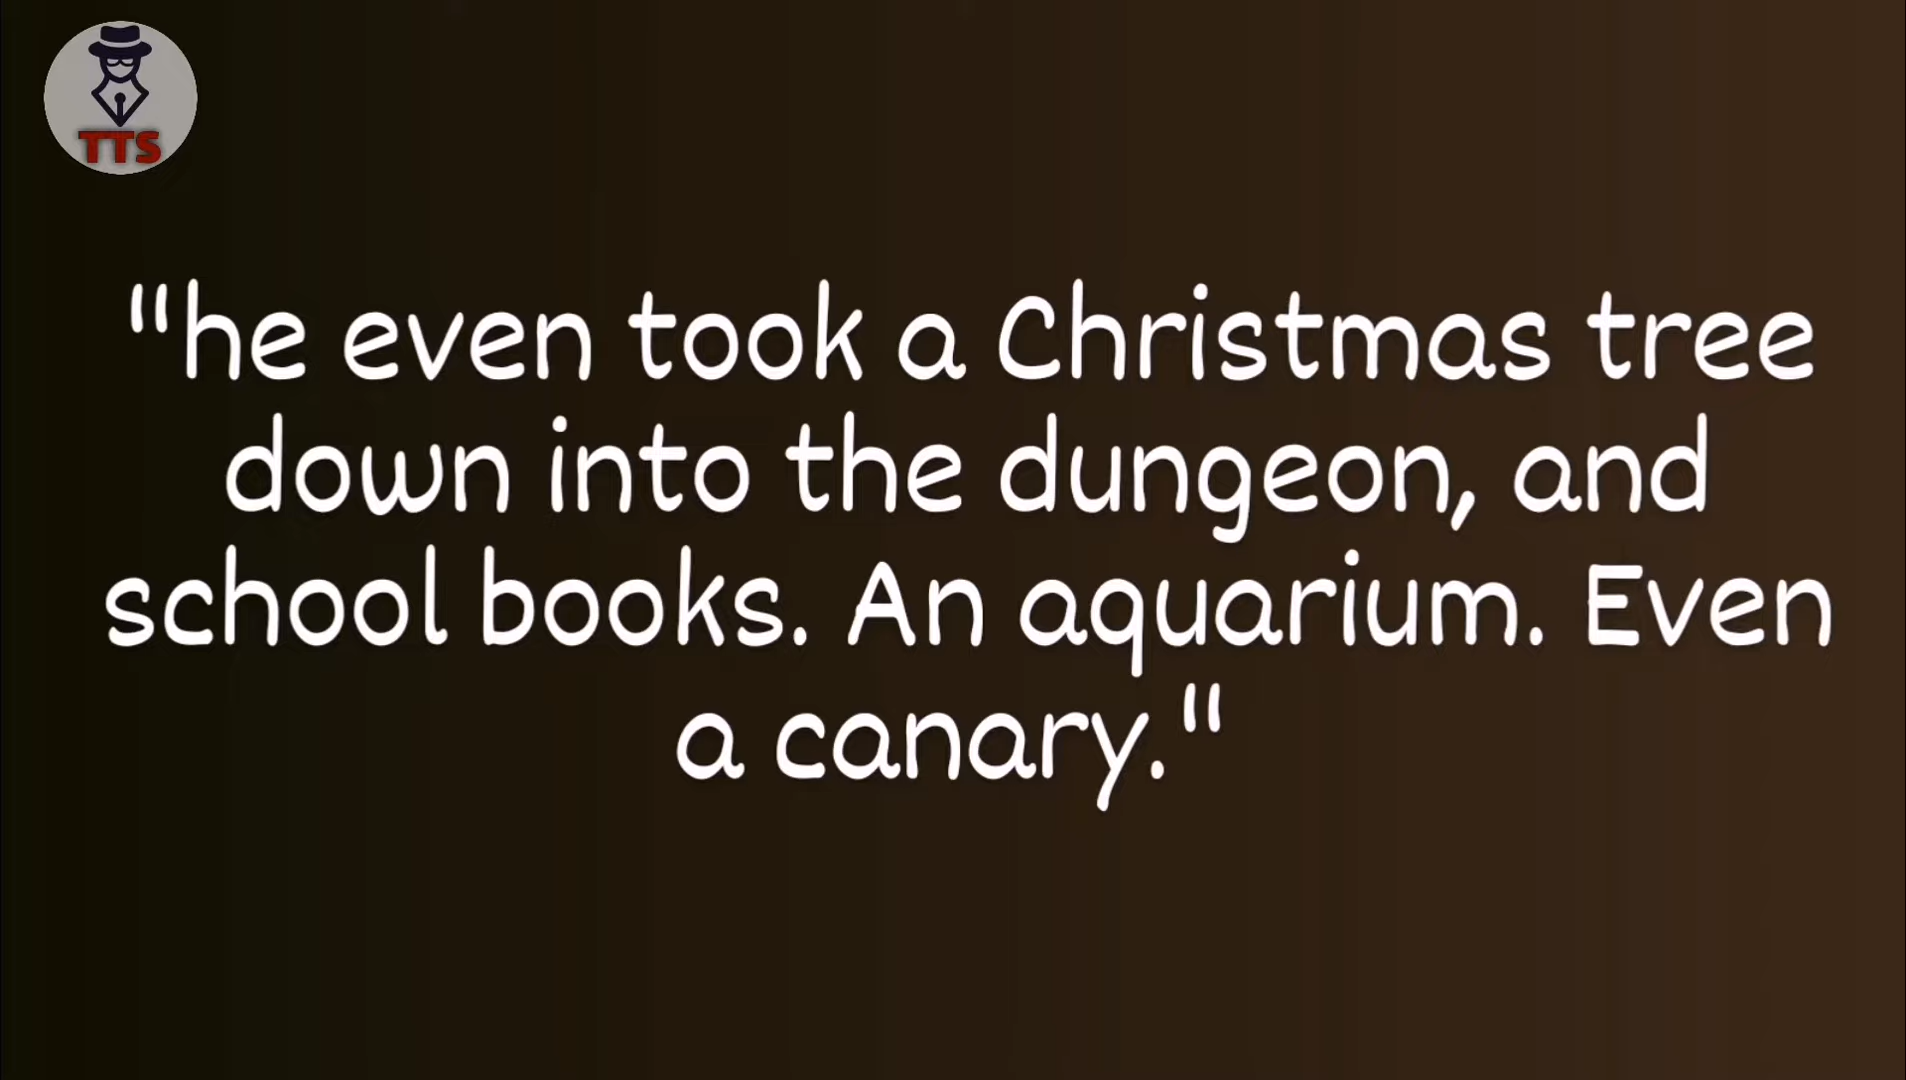 TTS
"he even took a Christmas tree
down into the dungeon, and
school books. An aquarium. Even
a canary."